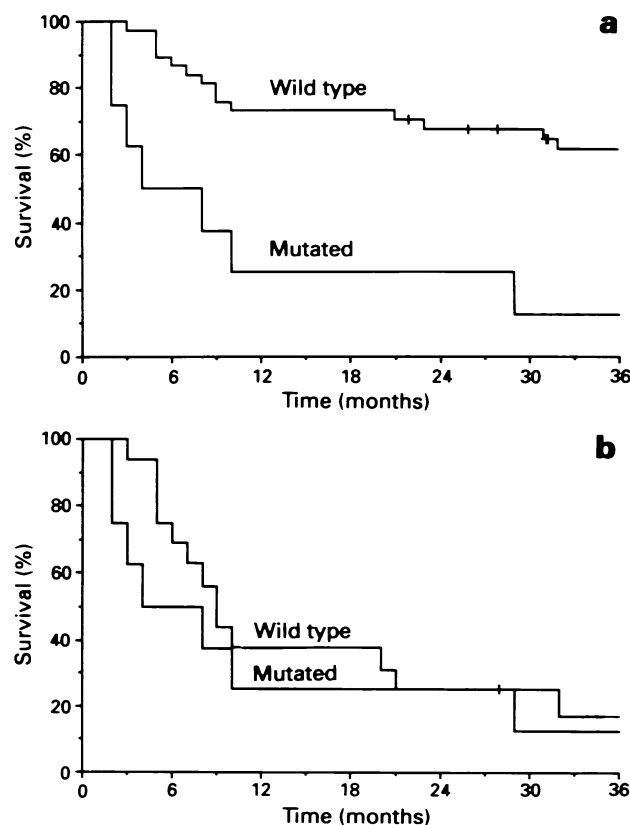 a
100
80
60
40
20
0
Survival (%)
Wild type
Mutated
0 6 12 18 24 30 36
Time (months)
b
100
80
60
40
20
0
Survival (%)
Wild type
Mutated
0 6 12 18 24 30 36
Time (months)